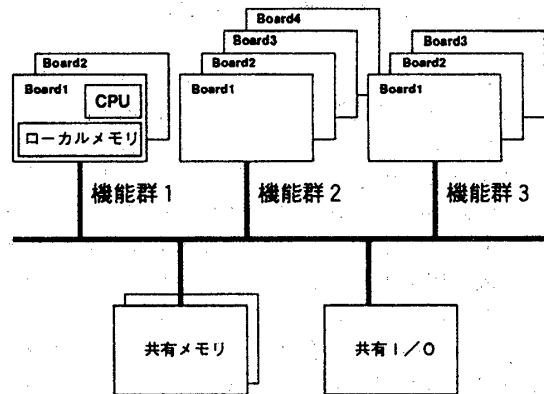 Board4
Board2
Board3
Board3
Board2
Board2
Board1
Board1
Board1
CPU
ローカルメモリ
機能群1
機能群2
機能群3
共有メモリ
共有I/O